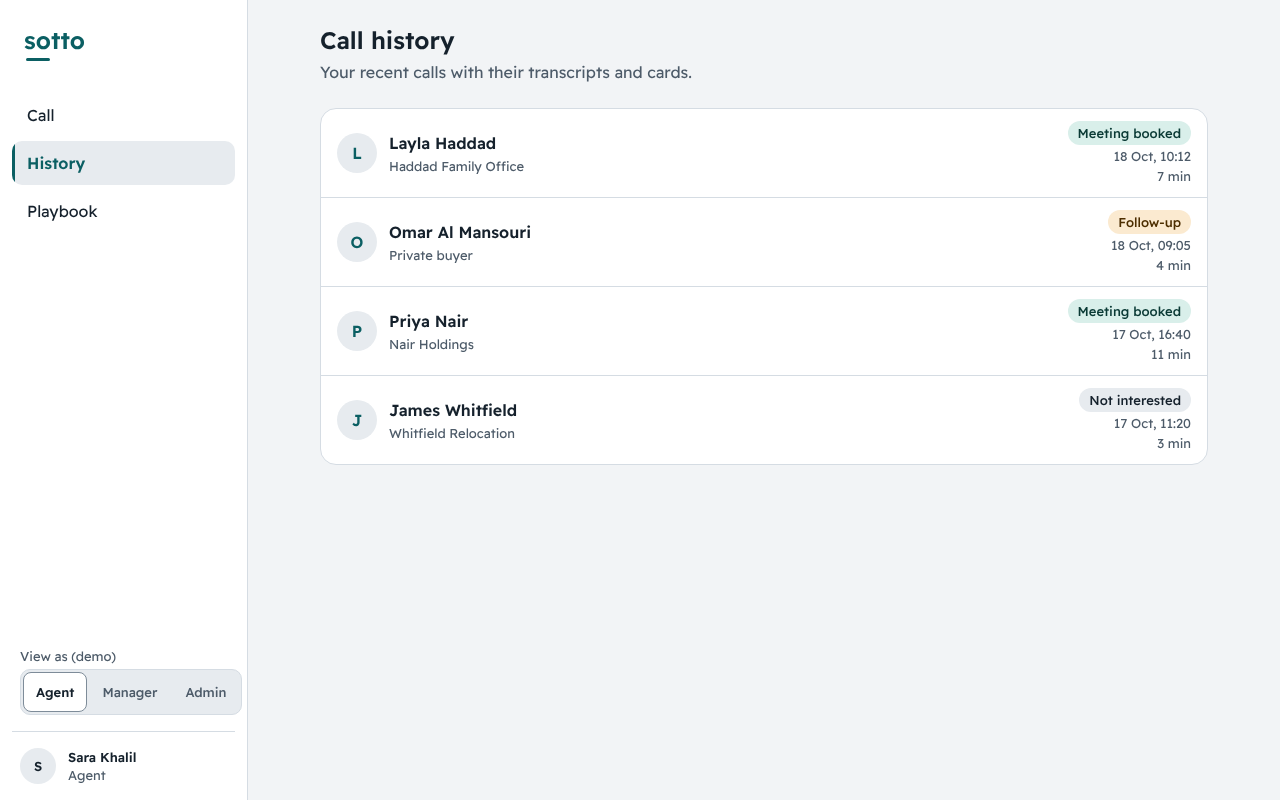 sotto
Call
History
Playbook
View as (demo)
Agent
Manager
Admin
S
Sara Khalil
Agent
Call history
Your recent calls with their transcripts and cards.
L
Layla Haddad
Haddad Family Office
Meeting booked
18 Oct, 10:12
7 min
O
Omar Al Mansouri
Private buyer
Follow-up
18 Oct, 09:05
4 min
P
Priya Nair
Nair Holdings
Meeting booked
17 Oct, 16:40
11 min
J
James Whitfield
Whitfield Relocation
Not interested
17 Oct, 11:20
3 min